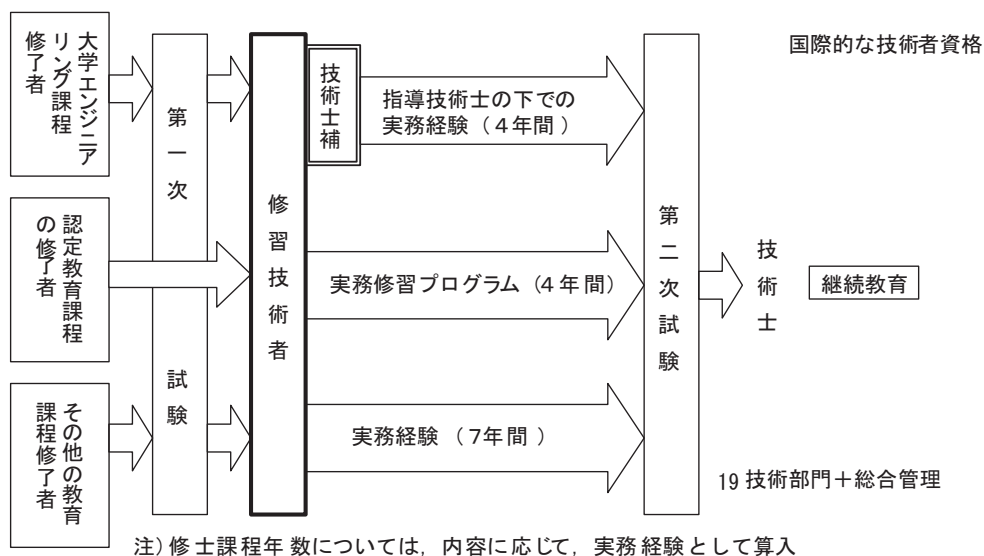 大学エンジニア
リング課程
修了者
認定教育課程
の修了者
その他の教育
課程修了者
第一次試験
修習技術者
技術士補
指導技術士の下での
実務経験（4年間）
実務修習プログラム（4年間）
実務経験（7年間）
第二次試験
技術士
継続教育
国際的な技術者資格
19技術部門＋総合管理
注）修士課程年数については，内容に応じて，実務経験として算入